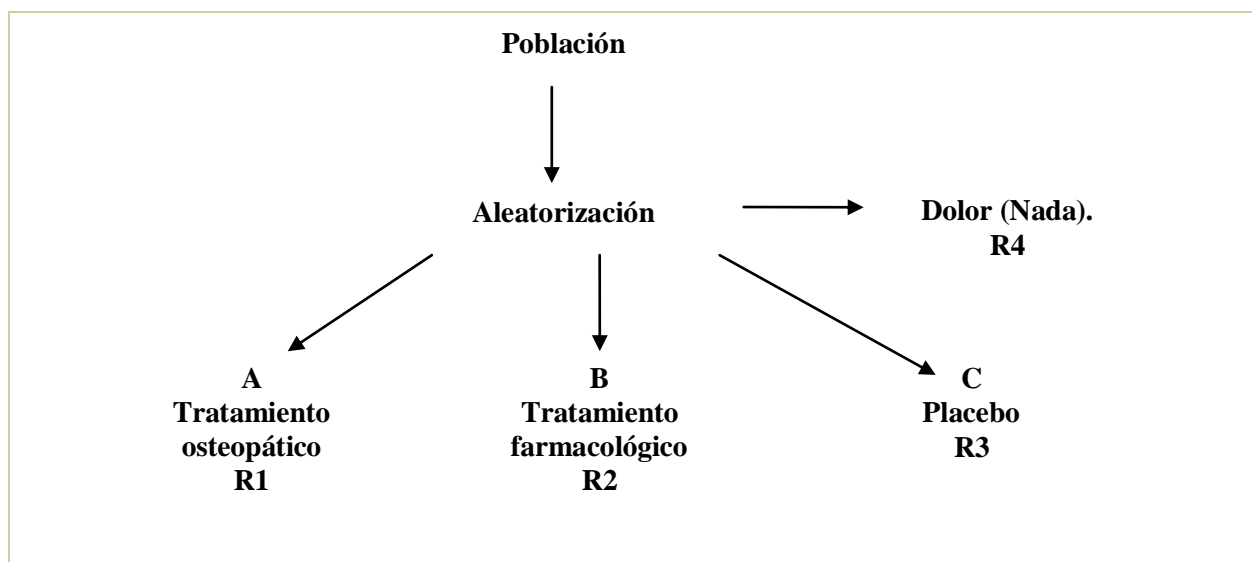 Población
Aleatorización
Dolor (Nada).
R4
A
Tratamiento
osteopático
R1
B
Tratamiento
farmacológico
R2
C
Placebo
R3